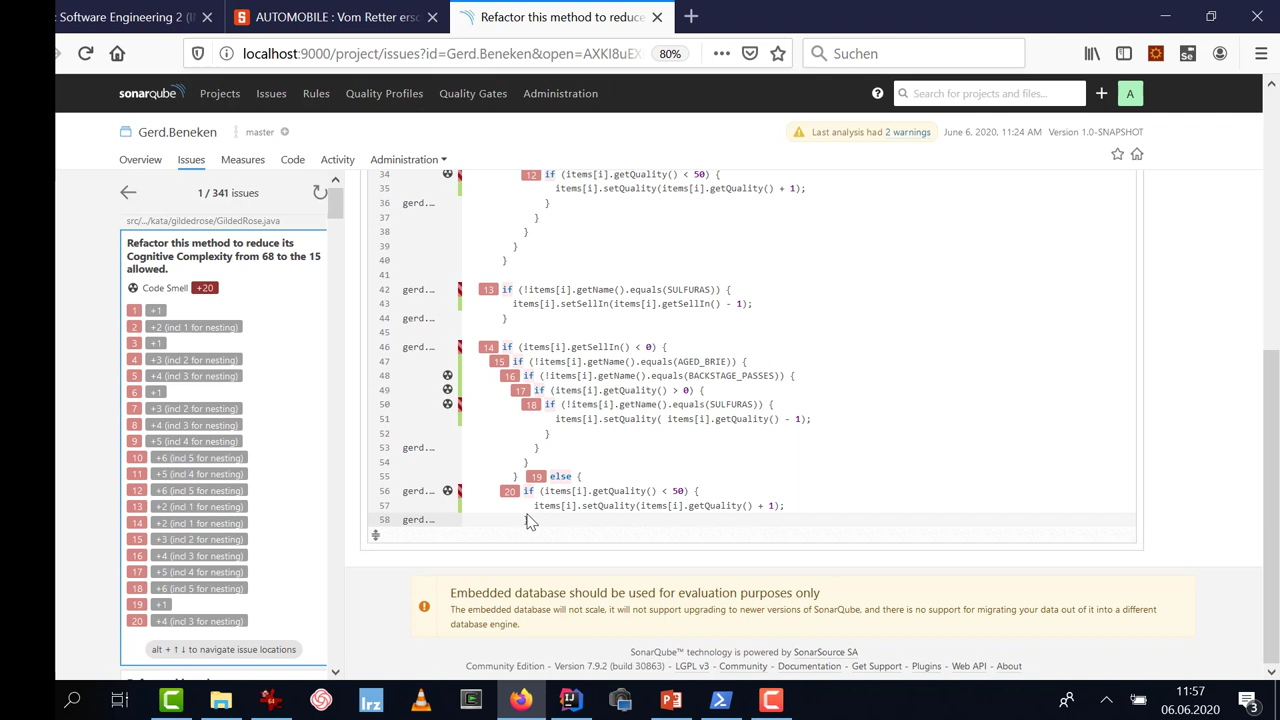 : Software Engineering 2 (I
AUTOMOBILE : Vom Retter ersc
Refactor this method to reduce
localhost:9000/project/issues?id=Gerd.Beneken&open=AXKI8uEX
80%
Suchen
sonarqube
Projects
Issues
Rules
Quality Profiles
Quality Gates
Administration
Search for projects and files...
A
Gerd.Beneken
master
Last analysis had 2 warnings
June 6, 2020, 11:24 AM Version 1.0-SNAPSHOT
Overview
Issues
Measures
Code
Activity
Administration
1 / 341 issues
src/.../kata/gildedrose/GildedRose.java
Refactor this method to reduce its
Cognitive Complexity from 68 to the 15
allowed.
Code Smell +20
1 +1
2 +2 (incl 1 for nesting)
3 +1
4 +3 (incl 2 for nesting)
5 +4 (incl 3 for nesting)
6 +1
7 +3 (incl 2 for nesting)
8 +4 (incl 3 for nesting)
9 +5 (incl 4 for nesting)
10 +6 (incl 5 for nesting)
11 +5 (incl 4 for nesting)
12 +6 (incl 5 for nesting)
13 +2 (incl 1 for nesting)
14 +2 (incl 1 for nesting)
15 +3 (incl 2 for nesting)
16 +4 (incl 3 for nesting)
17 +5 (incl 4 for nesting)
18 +6 (incl 5 for nesting)
19 +1
20 +4 (incl 3 for nesting)
alt + ↑ ↓ to navigate issue locations
34 12 if (items[i].getQuality() < 50) {
35 items[i].setQuality(items[i].getQuality() + 1);
36 gerd.... }
37 }
38 }
39 }
40 }
41
42 gerd.... 13 if (!items[i].getName().equals(SULFURAS)) {
43 items[i].setSellIn(items[i].getSellIn() - 1);
44 gerd.... }
45
46 gerd.... 14 if (items[i].getSellIn() < 0) {
47 15 if (!items[i].getName().equals(AGED_BRIE)) {
48 16 if (!items[i].getName().equals(BACKSTAGE_PASSES)) {
49 17 if (items[i].getQuality() > 0) {
50 18 if (!items[i].getName().equals(SULFURAS)) {
51 items[i].setQuality( items[i].getQuality() - 1);
52 }
53 gerd.... }
54 }
55 } 19 else {
56 gerd.... 20 if (items[i].getQuality() < 50) {
57 items[i].setQuality(items[i].getQuality() + 1);
58 gerd.... }
Embedded database should be used for evaluation purposes only
The embedded database will not scale, it will not support upgrading to newer versions of SonarQube, and there is no support for migrating your data out of it into a different
database engine.
SonarQube™ technology is powered by SonarSource SA
Community Edition - Version 7.9.2 (build 30863) - LGPL v3 - Community - Documentation - Get Support - Plugins - Web API - About
lrz
11:57
06.06.2020
3